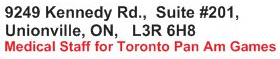 9249 Kennedy Rd.,  Suite #201,
Unionville, ON,   L3R 6H8
Medical Staff for Toronto Pan Am Games